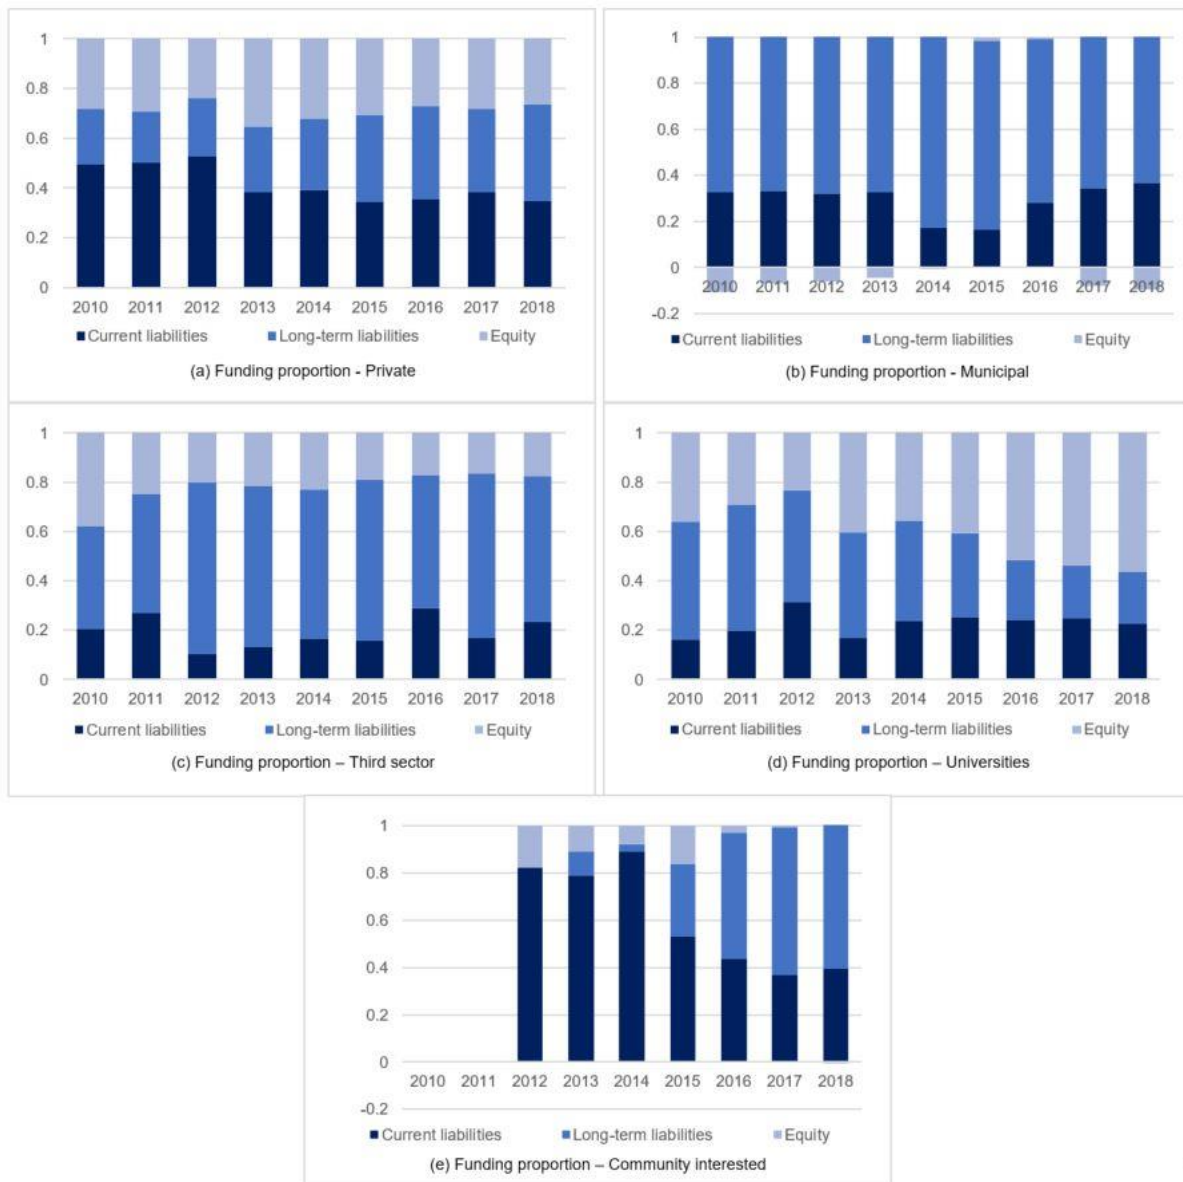 1
0.8
0.6
0.4
0.2
0
2010 2011 2012 2013 2014 2015 2016 2017 2018
Current liabilities Long-term liabilities Equity
(a) Funding proportion - Private
1
0.8
0.6
0.4
0.2
0
2010 2011 2012 2013 2014 2015 2016 2017 2018
-0.2
Current liabilities Long-term liabilities Equity
(b) Funding proportion - Municipal
1
0.8
0.6
0.4
0.2
0
2010 2011 2012 2013 2014 2015 2016 2017 2018
Current liabilities Long-term liabilities Equity
(c) Funding proportion – Third sector
1
0.8
0.6
0.4
0.2
0
2010 2011 2012 2013 2014 2015 2016 2017 2018
Current liabilities Long-term liabilities Equity
(d) Funding proportion – Universities
1
0.8
0.6
0.4
0.2
0
2010 2011 2012 2013 2014 2015 2016 2017 2018
-0.2
Current liabilities Long-term liabilities Equity
(e) Funding proportion – Community interested